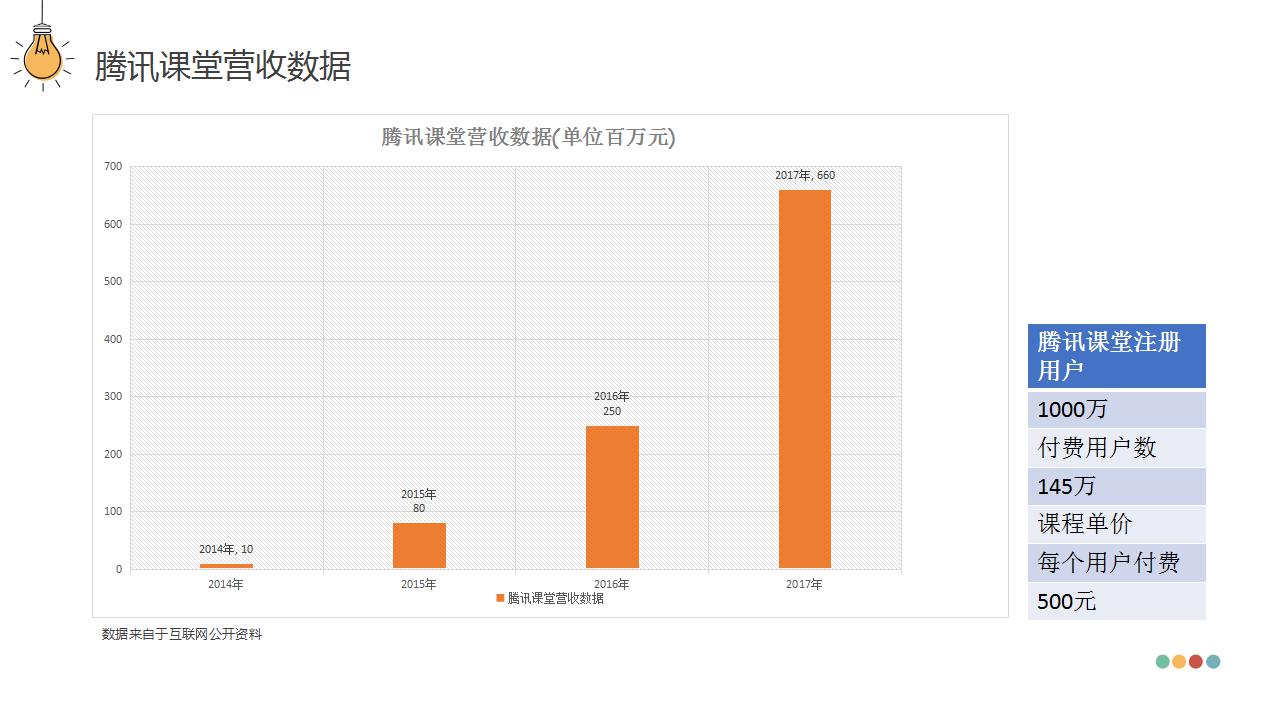 腾讯课堂营收数据
腾讯课堂营收数据(单位百万元)
700
600
500
400
300
200
100
0
2014年, 10
2015年
80
2016年
250
2017年, 660
2014年
2015年
2016年
2017年
腾讯课堂营收数据
数据来自于互联网公开资料
腾讯课堂注册
用户
1000万
付费用户数
145万
课程单价
每个用户付费
500元